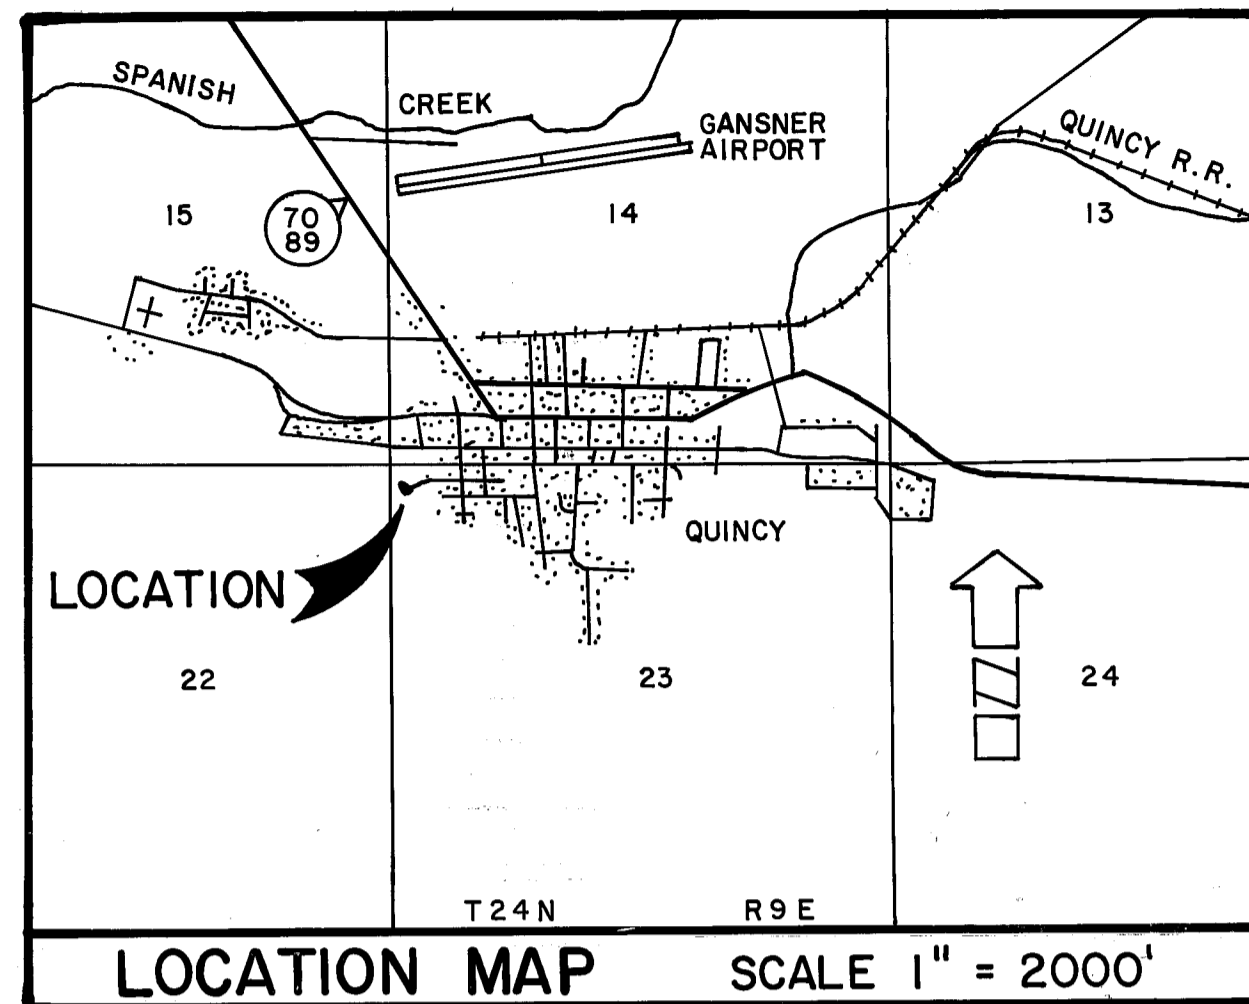 SPANISH
CREEK
GANSNER
AIRPORT
QUINCY R.R.
15
70
89
14
13
QUINCY
LOCATION
22
23
24
T24N R9E
LOCATION MAP SCALE 1" = 2000'